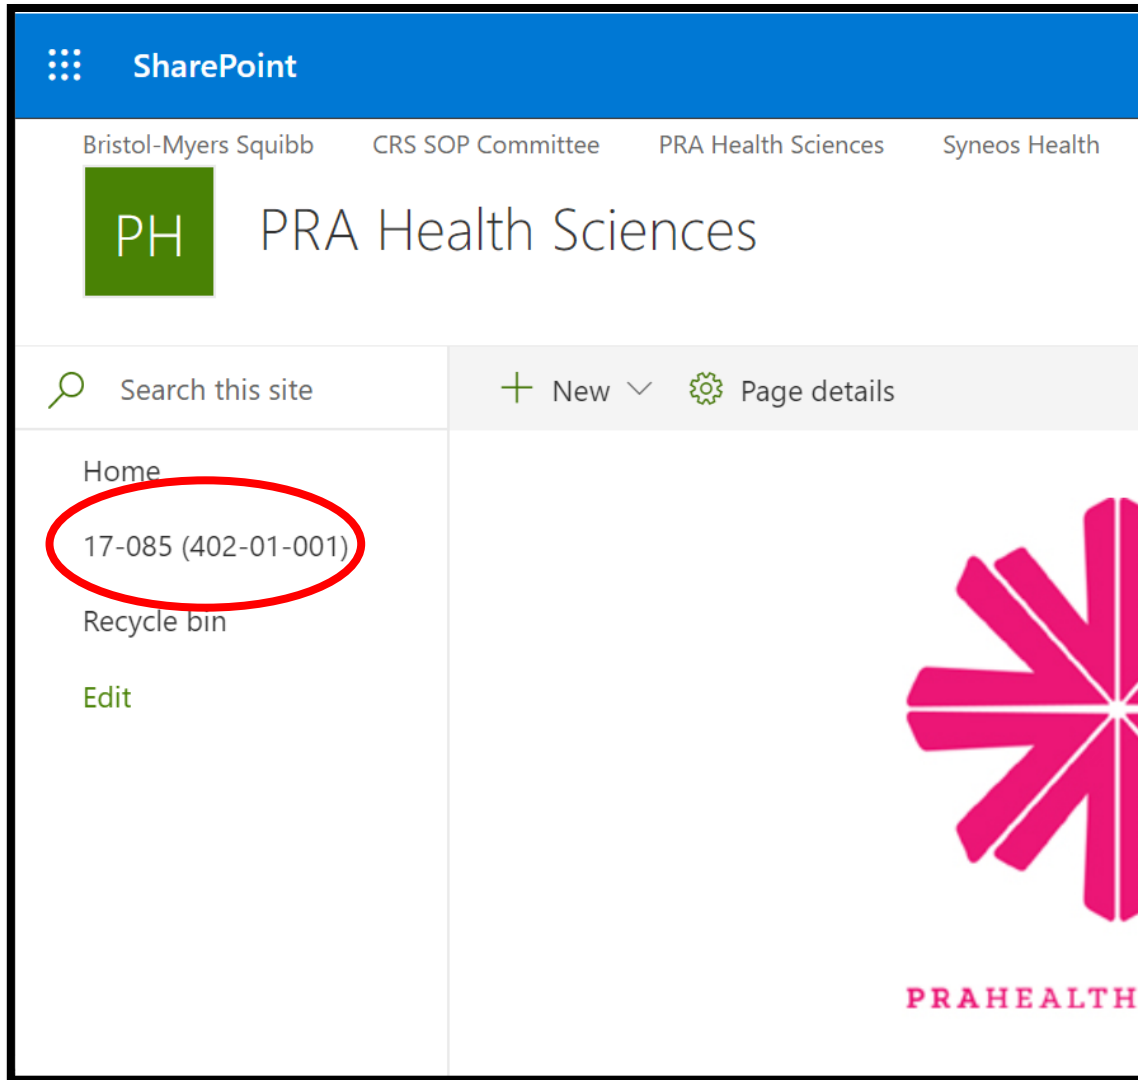 SharePoint
Bristol-Myers Squibb CRS SOP Committee PRA Health Sciences Syneos Health
PH PRA Health Sciences
Search this site New Page details
Home
17-085 (402-01-001)
Recycle bin
Edit
PRAHEALTH